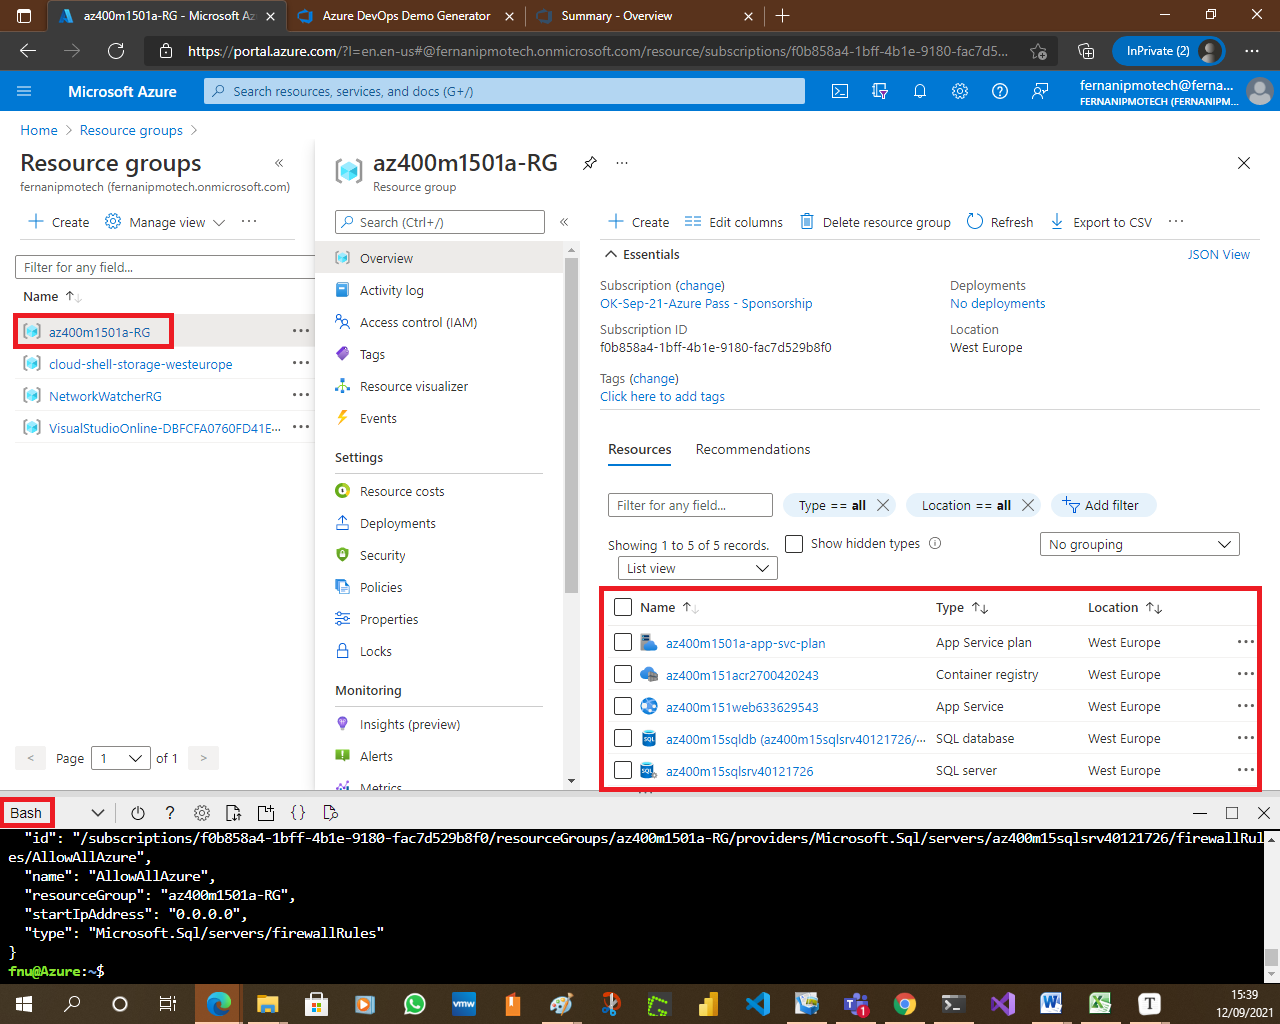 az400m1501a-RG - Microsoft Az
Azure DevOps Demo Generator
Summary - Overview
https://portal.azure.com/?l=en.en-us#@fernanipmotech.onmicrosoft.com/resource/subscriptions/f0b858a4-1bff-4b1e-9180-fac7d5...
InPrivate (2)
Microsoft Azure
Search resources, services, and docs (G+/)
fernanipmotech@ferna...
FERNANIPMOTECH (FERNANIPM...
Home > Resource groups >
Resource groups
fernanipmotech (fernanipmotech.onmicrosoft.com)
Create
Manage view
Filter for any field...
Name
az400m1501a-RG
cloud-shell-storage-westeurope
NetworkWatcherRG
VisualStudioOnline-DBFCFA0760FD41E...
< Page 1 of 1 >
az400m1501a-RG
Resource group
Search (Ctrl+/)
Overview
Activity log
Access control (IAM)
Tags
Resource visualizer
Events
Settings
Resource costs
Deployments
Security
Policies
Properties
Locks
Monitoring
Insights (preview)
Alerts
Metrics
Create
Edit columns
Delete resource group
Refresh
Export to CSV
Essentials
JSON View
Subscription (change)
OK-Sep-21-Azure Pass - Sponsorship
Subscription ID
f0b858a4-1bff-4b1e-9180-fac7d529b8f0
Tags (change)
Click here to add tags
Deployments
No deployments
Location
West Europe
Resources
Recommendations
Filter for any field...
Type == all
Location == all
Add filter
Showing 1 to 5 of 5 records.
Show hidden types
No grouping
List view
Name Type Location
az400m1501a-app-svc-plan App Service plan West Europe
az400m151acr2700420243 Container registry West Europe
az400m151web633629543 App Service West Europe
az400m15sqldb (az400m15sqlsrv40121726/... SQL database West Europe
az400m15sqlsrv40121726 SQL server West Europe
Bash
?
{}
"id": "/subscriptions/f0b858a4-1bff-4b1e-9180-fac7d529b8f0/resourceGroups/az400m1501a-RG/providers/Microsoft.Sql/servers/az400m15sqlsrv40121726/firewallRul
es/AllowAllAzure",
"name": "AllowAllAzure",
"resourceGroup": "az400m1501a-RG",
"startIpAddress": "0.0.0.0",
"type": "Microsoft.Sql/servers/firewallRules"
}
fnu@Azure:~$
vmw
1
T
15:39
12/09/2021